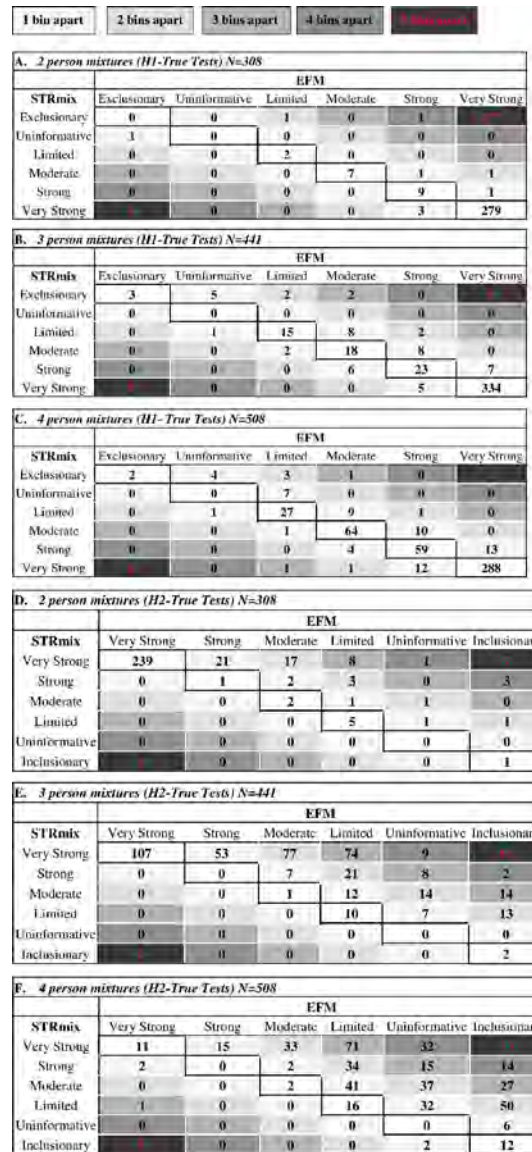 1 bin apart 2 bins apart 3 bins apart 4 bins apart
A. 2 person mixtures (H1-True Tests) N=308
EFM
STRmix Exclusionary Uninformative Limited Moderate Strong Very Strong
Exclusionary 0 0 1 0 1
Uninformative 1 0 0 0 0 0
Limited 0 0 2 0 0 0
Moderate 0 0 0 7 1 1
Strong 0 0 0 0 9 1
Very Strong 0 0 0 3 279
B. 3 person mixtures (H1-True Tests) N=441
EFM
STRmix Exclusionary Uninformative Limited Moderate Strong Very Strong
Exclusionary 3 5 2 2 0
Uninformative 0 0 0 0 0 0
Limited 0 1 15 8 2 0
Moderate 0 0 2 18 8 0
Strong 0 0 0 6 23 7
Very Strong 0 0 0 5 334
C. 4 person mixtures (H1- True Tests) N=508
EFM
STRmix Exclusionary Uninformative Limited Moderate Strong Very Strong
Exclusionary 2 4 3 1 0
Uninformative 0 0 7 0 0 0
Limited 0 1 27 9 1 0
Moderate 0 0 1 64 10 0
Strong 0 0 0 4 59 13
Very Strong 0 1 1 12 288
D. 2 person mixtures (H2-True Tests) N=308
EFM
STRmix Very Strong Strong Moderate Limited Uninformative Inclusionar
Very Strong 239 21 17 8 1
Strong 0 1 2 3 0 3
Moderate 0 0 2 1 1 0
Limited 0 0 0 5 1 1
Uninformative 0 0 0 0 0 0
Inclusionary 0 0 0 0 1
E. 3 person mixtures (H2-True Tests) N=441
EFM
STRmix Very Strong Strong Moderate Limited Uninformative Inclusionar
Very Strong 107 53 77 74 9
Strong 0 0 7 21 8 2
Moderate 0 0 1 12 14 14
Limited 0 0 0 10 7 13
Uninformative 0 0 0 0 0 0
Inclusionary 0 0 0 0 2
F. 4 person mixtures (H2-True Tests) N=508
EFM
STRmix Very Strong Strong Moderate Limited Uninformative Inclusionar
Very Strong 11 15 33 71 32
Strong 2 0 2 34 15 14
Moderate 0 0 2 41 37 27
Limited 1 0 0 16 32 50
Uninformative 0 0 0 0 0 6
Inclusionary 0 0 0 2 12